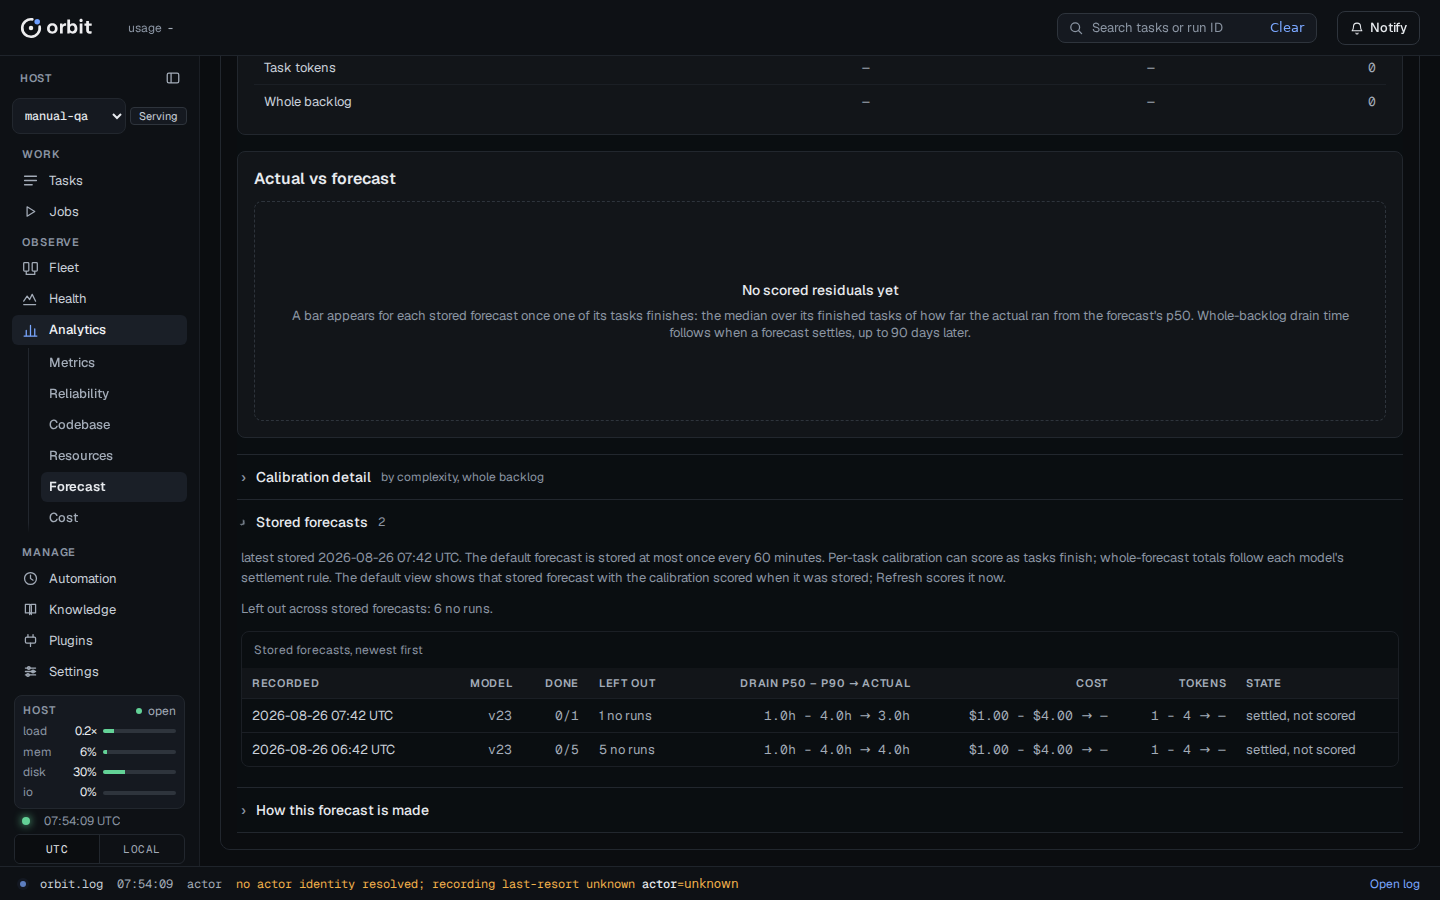 orbit
usage -
Search tasks or run ID
Clear
Notify
HOST
manual-qa
Serving
WORK
Tasks
Jobs
OBSERVE
Fleet
Health
Analytics
Metrics
Reliability
Codebase
Resources
Forecast
Cost
MANAGE
Automation
Knowledge
Plugins
Settings
HOST open
load 0.2×
mem 6%
disk 30%
io 0%
07:54:09 UTC
UTC LOCAL
Task tokens – – 0
Whole backlog – – 0
Actual vs forecast
No scored residuals yet
A bar appears for each stored forecast once one of its tasks finishes: the median over its finished tasks of how far the actual ran from the forecast's p50. Whole-backlog drain time
follows when a forecast settles, up to 90 days later.
› Calibration detail by complexity, whole backlog
Stored forecasts 2
latest stored 2026-08-26 07:42 UTC. The default forecast is stored at most once every 60 minutes. Per-task calibration can score as tasks finish; whole-forecast totals follow each model's
settlement rule. The default view shows that stored forecast with the calibration scored when it was stored; Refresh scores it now.
Left out across stored forecasts: 6 no runs.
Stored forecasts, newest first
RECORDED MODEL DONE LEFT OUT DRAIN P50 – P90 → ACTUAL COST TOKENS STATE
2026-08-26 07:42 UTC v23 0/1 1 no runs 1.0h – 4.0h → 3.0h $1.00 – $4.00 → – 1 – 4 → – settled, not scored
2026-08-26 06:42 UTC v23 0/5 5 no runs 1.0h – 4.0h → 4.0h $1.00 – $4.00 → – 1 – 4 → – settled, not scored
› How this forecast is made
orbit.log 07:54:09 actor no actor identity resolved; recording last-resort unknown actor=unknown
Open log